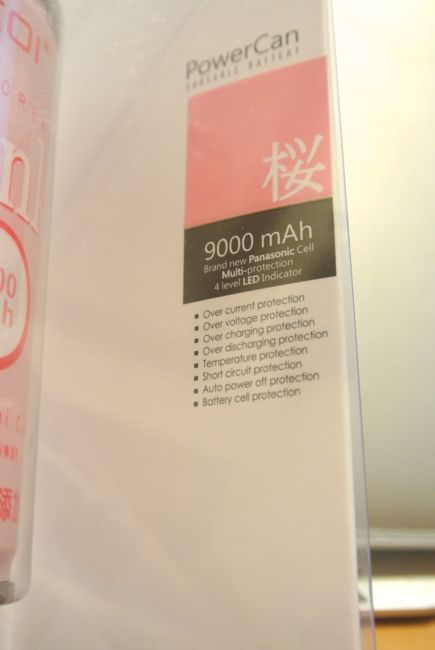 PowerCan
PORTABLE BATTERY
桜
9000 mAh
Brand new Panasonic Cell
Multi-protection
4 level LED Indicator
▪ Over current protection
▪ Over voltage protection
▪ Over charging protection
▪ Over discharging protection
▪ Temperature protection
▪ Short circuit protection
▪ Auto power off protection
▪ Battery cell protection